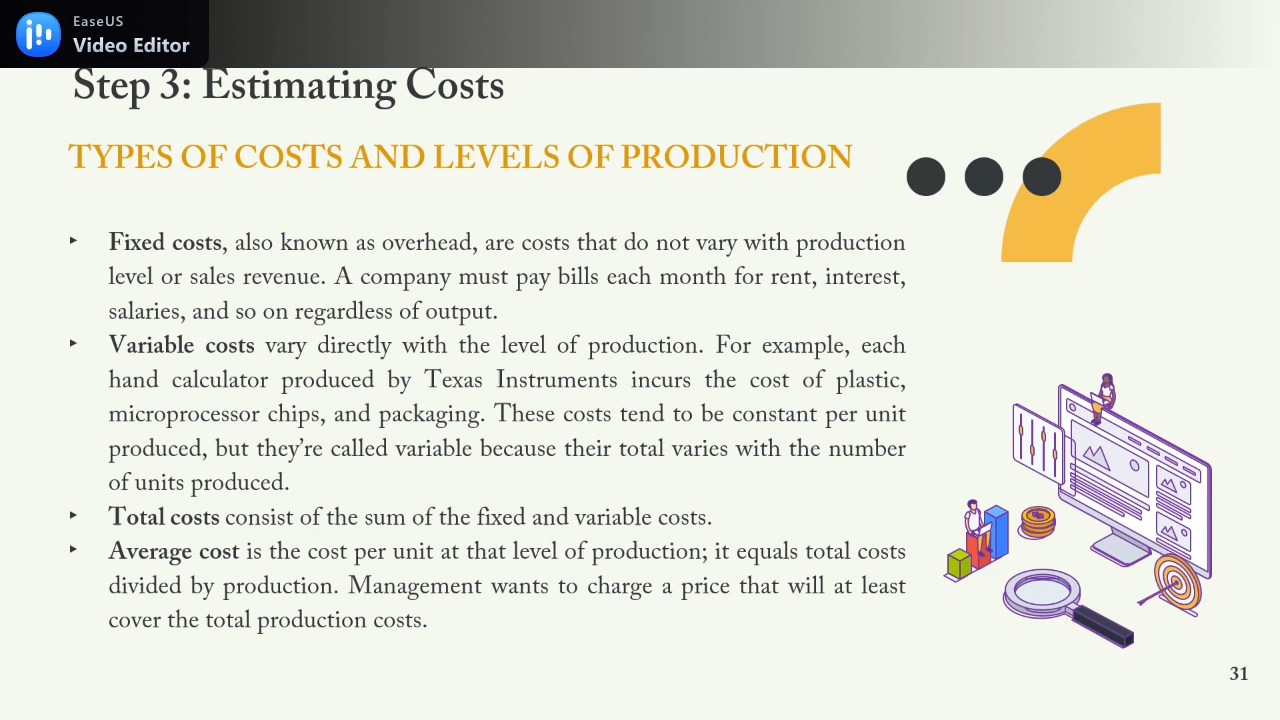 EaseUS
Video Editor
Step 3: Estimating Costs
TYPES OF COSTS AND LEVELS OF PRODUCTION
‣ Fixed costs, also known as overhead, are costs that do not vary with production
level or sales revenue. A company must pay bills each month for rent, interest,
salaries, and so on regardless of output.
‣ Variable costs vary directly with the level of production. For example, each
hand calculator produced by Texas Instruments incurs the cost of plastic,
microprocessor chips, and packaging. These costs tend to be constant per unit
produced, but they’re called variable because their total varies with the number
of units produced.
‣ Total costs consist of the sum of the fixed and variable costs.
‣ Average cost is the cost per unit at that level of production; it equals total costs
divided by production. Management wants to charge a price that will at least
cover the total production costs.
31